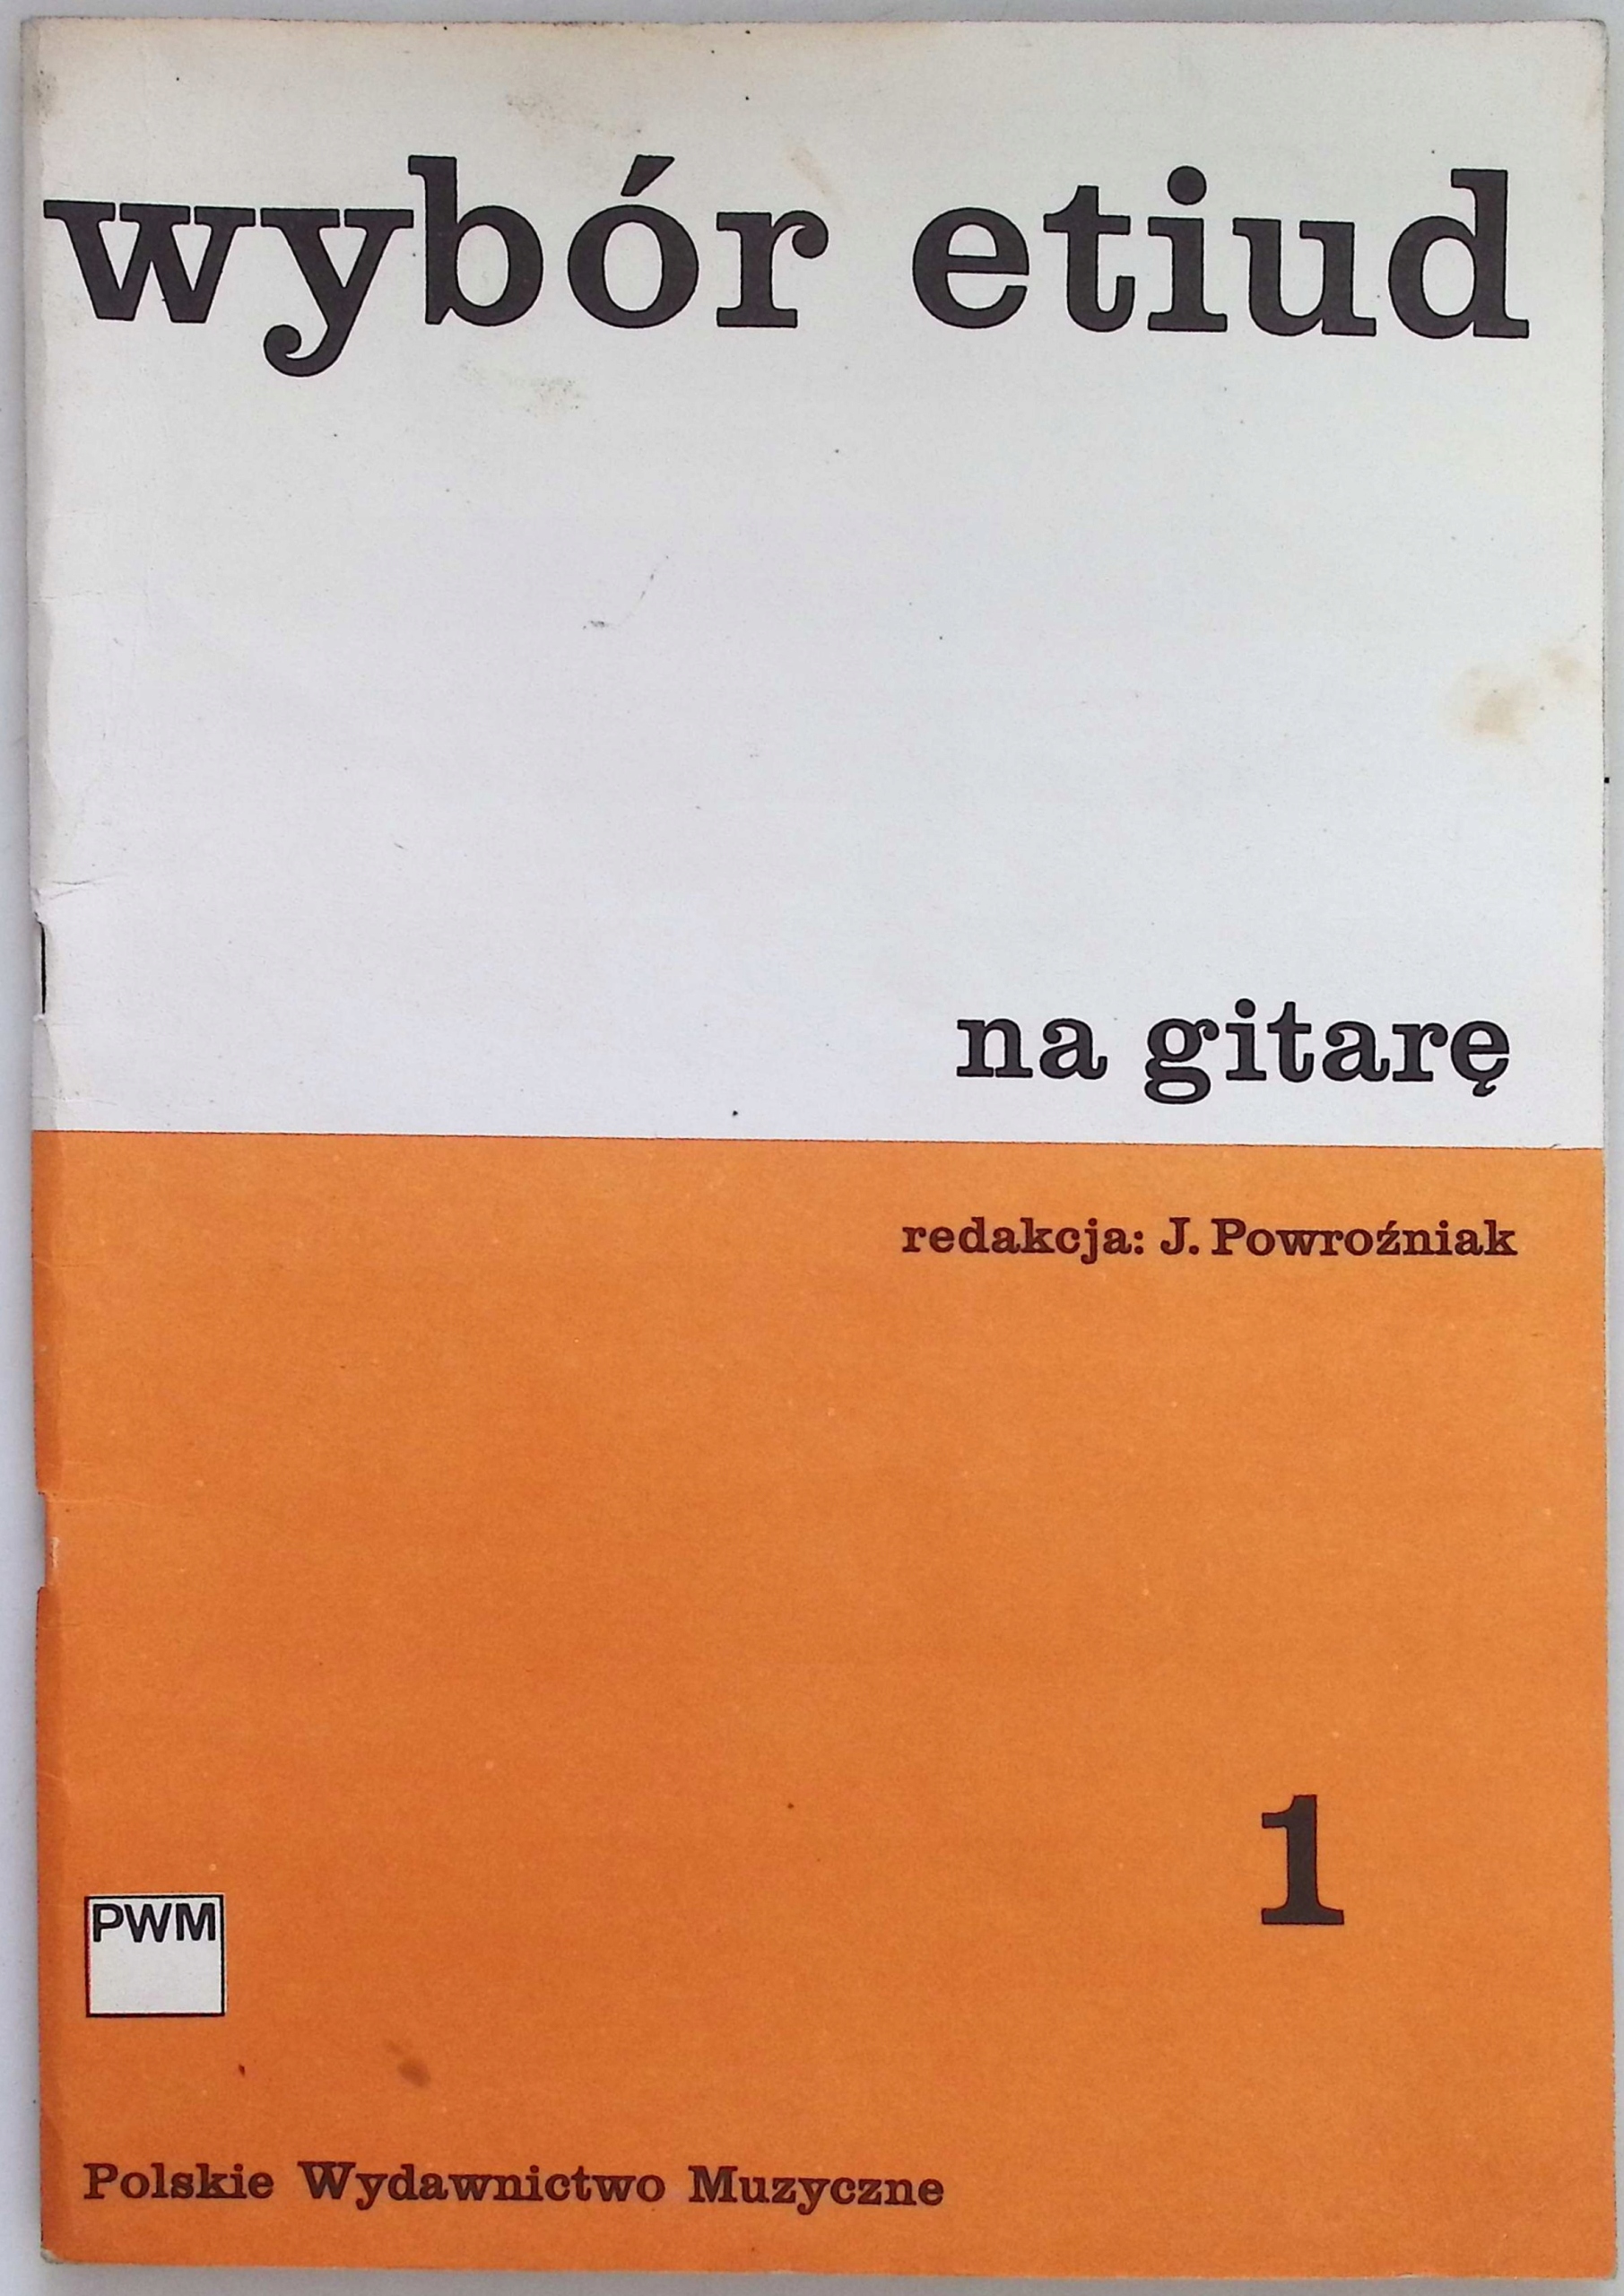 wybór etiud
na gitarę
redakcja: J. Powroźniak
1
PWM
Polskie Wydawnictwo Muzyczne